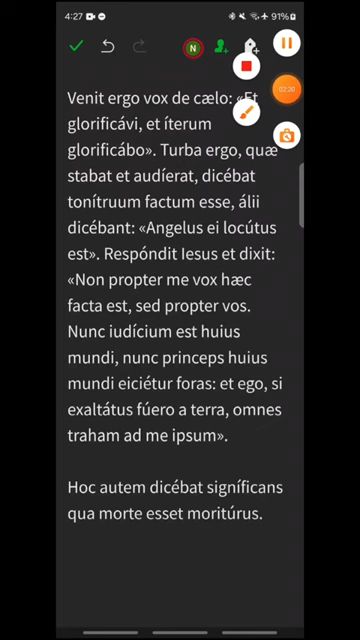 4:27
91%
N
Venit ergo vox de cælo: «Et
glorificávi, et íterum
glorificábo». Turba ergo, quæ
stabat et audíerat, dicébat
tonítruum factum esse, álii
dicébant: «Angelus ei locútus
est». Respóndit Iesus et dixit:
«Non propter me vox hæc
facta est, sed propter vos.
Nunc iudícium est huius
mundi, nunc princeps huius
mundi eiciétur foras: et ego, si
exaltátus fúero a terra, omnes
traham ad me ipsum».
Hoc autem dicébat signíficans
qua morte esset moritúrus.
02:20